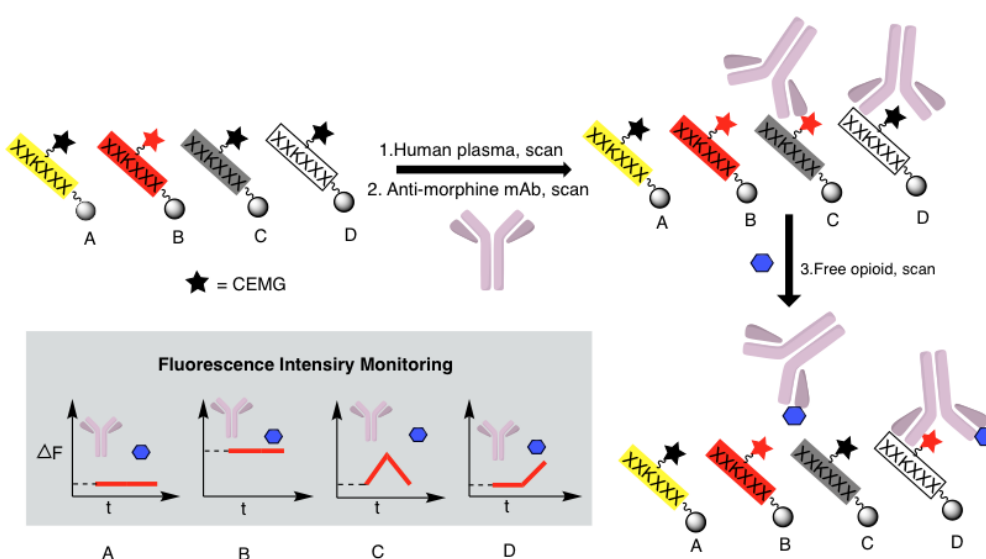 XXKXXX
XXKXXX
XXKXXX
XXKXXX
A
B
C
D
= CEMG
1.Human plasma, scan
2. Anti-morphine mAb, scan
XXKXXX
XXKXXX
XXKXXX
XXKXXX
A
B
C
D
3.Free opioid, scan
Fluorescence Intensiry Monitoring
△F
t
t
t
t
A
B
C
D
XXKXXX
XXKXXX
XXKXXX
XXKXXX
A
B
C
D